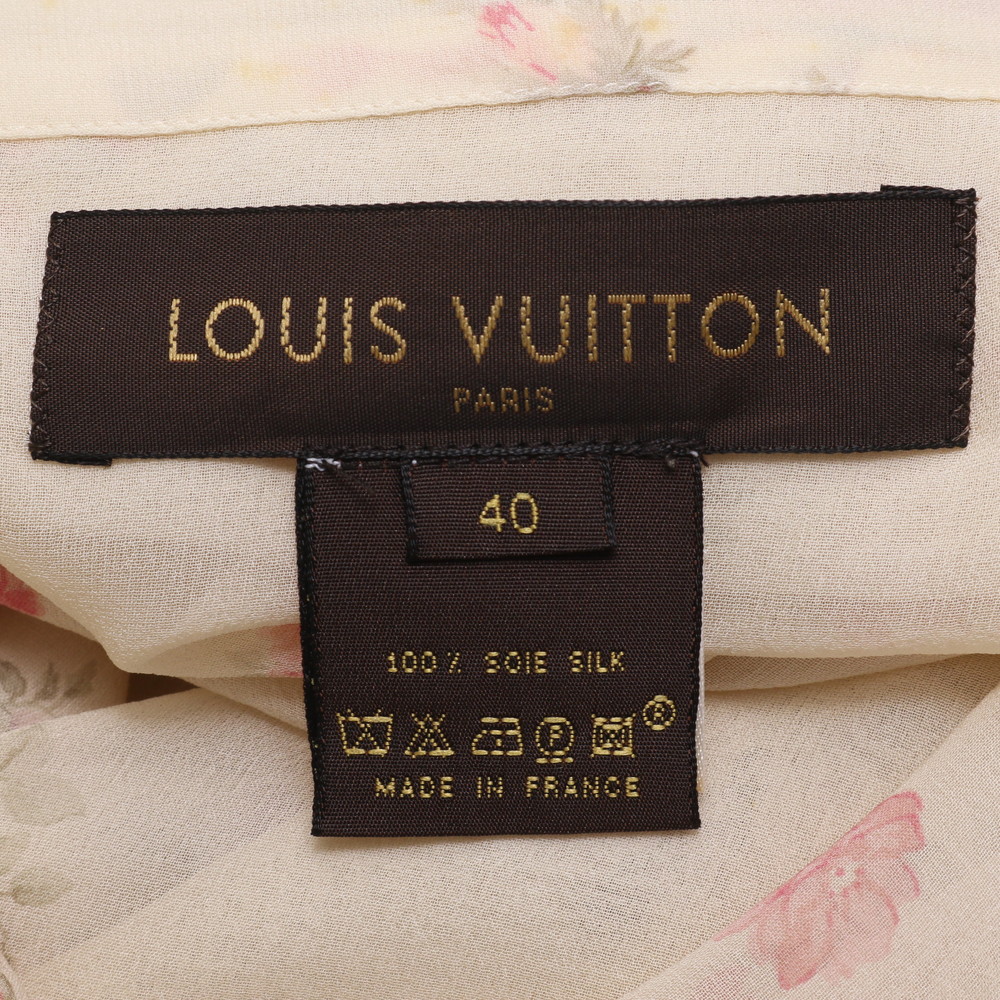 LOUIS VUITTON
PARIS
40
100% SOIE SILK
P ®
MADE IN FRANCE